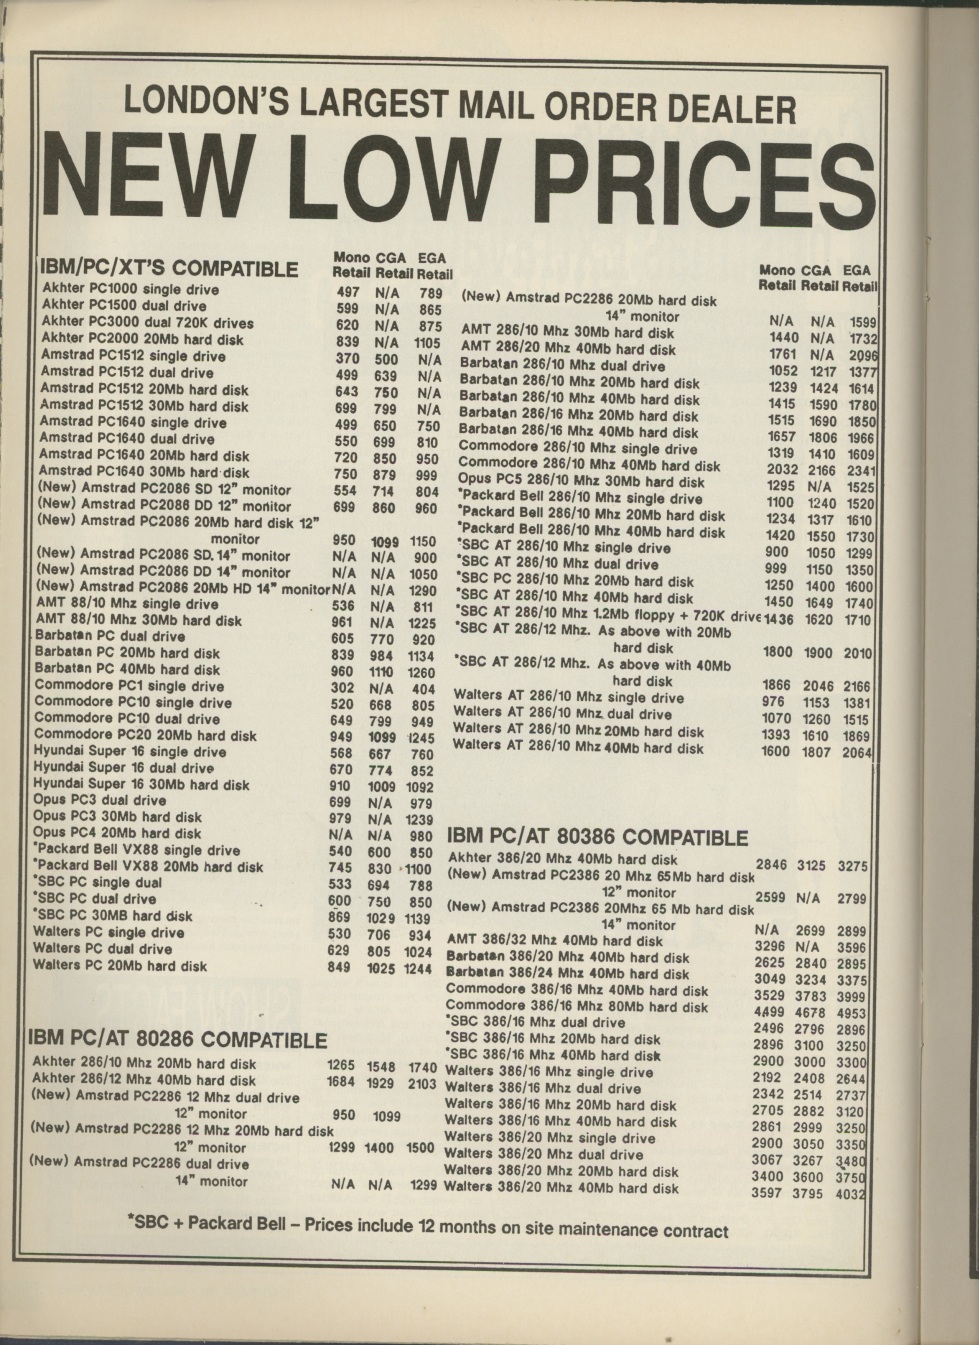 LONDON'S LARGEST MAIL ORDER DEALER
NEW LOW PRICES
Mono CGA EGA
IBM/PC/XT'S COMPATIBLE Retail Retail Retail
Akhter PC1000 single drive 497 N/A 789
Akhter PC1500 dual drive 599 N/A 865
Akhter PC3000 dual 720K drives 620 N/A 875
Akhter PC2000 20Mb hard disk 839 N/A 1105
Amstrad PC1512 single drive 370 500 N/A
Amstrad PC1512 dual drive 499 639 N/A
Amstrad PC1512 20Mb hard disk 643 750 N/A
Amstrad PC1512 30Mb hard disk 699 799 N/A
Amstrad PC1640 single drive 499 650 750
Amstrad PC1640 dual drive 550 699 810
Amstrad PC1640 20Mb hard disk 720 850 950
Amstrad PC1640 30Mb hard disk 750 879 999
(New) Amstrad PC2086 SD 12" monitor 554 714 804
(New) Amstrad PC2086 DD 12" monitor 699 860 960
(New) Amstrad PC2086 20Mb hard disk 12"
monitor 950 1099 1150
(New) Amstrad PC2086 SD. 14" monitor N/A N/A 900
(New) Amstrad PC2086 DD 14" monitor N/A N/A 1050
(New) Amstrad PC2086 20Mb HD 14" monitor N/A N/A 1290
AMT 88/10 Mhz single drive 536 N/A 811
AMT 88/10 Mhz 30Mb hard disk 961 N/A 1225
Barbatan PC dual drive 605 770 920
Barbatan PC 20Mb hard disk 839 984 1134
Barbatan PC 40Mb hard disk 960 1110 1260
Commodore PC1 single drive 302 N/A 404
Commodore PC10 single drive 520 668 805
Commodore PC10 dual drive 649 799 949
Commodore PC20 20Mb hard disk 949 1099 1245
Hyundai Super 16 single drive 568 667 760
Hyundai Super 16 dual drive 670 774 852
Hyundai Super 16 30Mb hard disk 910 1009 1092
Opus PC3 dual drive 699 N/A 979
Opus PC3 30Mb hard disk 979 N/A 1239
Opus PC4 20Mb hard disk N/A N/A 980
*Packard Bell VX88 single drive 540 600 850
*Packard Bell VX88 20Mb hard disk 745 830 1100
*SBC PC single dual 533 694 788
*SBC PC dual drive 600 750 850
*SBC PC 30MB hard disk 869 1029 1139
Walters PC single drive 530 706 934
Walters PC dual drive 629 805 1024
Walters PC 20Mb hard disk 849 1025 1244
IBM PC/AT 80286 COMPATIBLE
Akhter 286/10 Mhz 20Mb hard disk 1265 1548 1740
Akhter 286/12 Mhz 40Mb hard disk 1684 1929 2103
(New) Amstrad PC2286 12 Mhz dual drive
12" monitor 950 1099
(New) Amstrad PC2286 12 Mhz 20Mb hard disk
12" monitor 1299 1400 1500
(New) Amstrad PC2286 dual drive
14" monitor N/A N/A 1299
Mono CGA EGA
Retail Retail Retail
(New) Amstrad PC2286 20Mb hard disk
14" monitor N/A N/A 1599
AMT 286/10 Mhz 30Mb hard disk 1440 N/A 1732
AMT 286/20 Mhz 40Mb hard disk 1761 N/A 2096
Barbatan 286/10 Mhz dual drive 1052 1217 1377
Barbatan 286/10 Mhz 20Mb hard disk 1239 1424 1614
Barbatan 286/10 Mhz 40Mb hard disk 1415 1590 1780
Barbatan 286/16 Mhz 20Mb hard disk 1515 1690 1850
Barbatan 286/16 Mhz 40Mb hard disk 1657 1806 1966
Commodore 286/10 Mhz single drive 1319 1410 1609
Commodore 286/10 Mhz 40Mb hard disk 2032 2166 2341
Opus PC5 286/10 Mhz 30Mb hard disk 1295 N/A 1525
*Packard Bell 286/10 Mhz single drive 1100 1240 1520
*Packard Bell 286/10 Mhz 20Mb hard disk 1234 1317 1610
*Packard Bell 286/10 Mhz 40Mb hard disk 1420 1550 1730
*SBC AT 286/10 Mhz single drive 900 1050 1299
*SBC AT 286/10 Mhz dual drive 999 1150 1350
*SBC PC 286/10 Mhz 20Mb hard disk 1250 1400 1600
*SBC AT 286/10 Mhz 40Mb hard disk 1450 1649 1740
*SBC AT 286/10 Mhz 1.2Mb floppy + 720K drive 1436 1620 1710
*SBC AT 286/12 Mhz. As above with 20Mb
hard disk 1800 1900 2010
*SBC AT 286/12 Mhz. As above with 40Mb
hard disk 1866 2046 2166
Walters AT 286/10 Mhz single drive 976 1153 1381
Walters AT 286/10 Mhz dual drive 1070 1260 1515
Walters AT 286/10 Mhz 20Mb hard disk 1393 1610 1869
Walters AT 286/10 Mhz 40Mb hard disk 1600 1807 2064
IBM PC/AT 80386 COMPATIBLE
Akhter 386/20 Mhz 40Mb hard disk 2846 3125 3275
(New) Amstrad PC2386 20 Mhz 65Mb hard disk
12" monitor 2599 N/A 2799
(New) Amstrad PC2386 20Mhz 65 Mb hard disk
14" monitor N/A 2699 2899
AMT 386/32 Mhz 40Mb hard disk 3296 N/A 3596
Barbatan 386/20 Mhz 40Mb hard disk 2625 2840 2895
Barbatan 386/24 Mhz 40Mb hard disk 3049 3234 3375
Commodore 386/16 Mhz 40Mb hard disk 3529 3783 3999
Commodore 386/16 Mhz 80Mb hard disk 4499 4678 4953
*SBC 386/16 Mhz dual drive 2496 2796 2896
*SBC 386/16 Mhz 20Mb hard disk 2896 3100 3250
*SBC 386/16 Mhz 40Mb hard disk 2900 3000 3300
Walters 386/16 Mhz single drive 2192 2408 2644
Walters 386/16 Mhz dual drive 2342 2514 2737
Walters 386/16 Mhz 20Mb hard disk 2705 2882 3120
Walters 386/16 Mhz 40Mb hard disk 2861 2999 3250
Walters 386/20 Mhz single drive 2900 3050 3350
Walters 386/20 Mhz dual drive 3067 3267 3480
Walters 386/20 Mhz 20Mb hard disk 3400 3600 3750
Walters 386/20 Mhz 40Mb hard disk 3597 3795 4032
*SBC + Packard Bell – Prices include 12 months on site maintenance contract